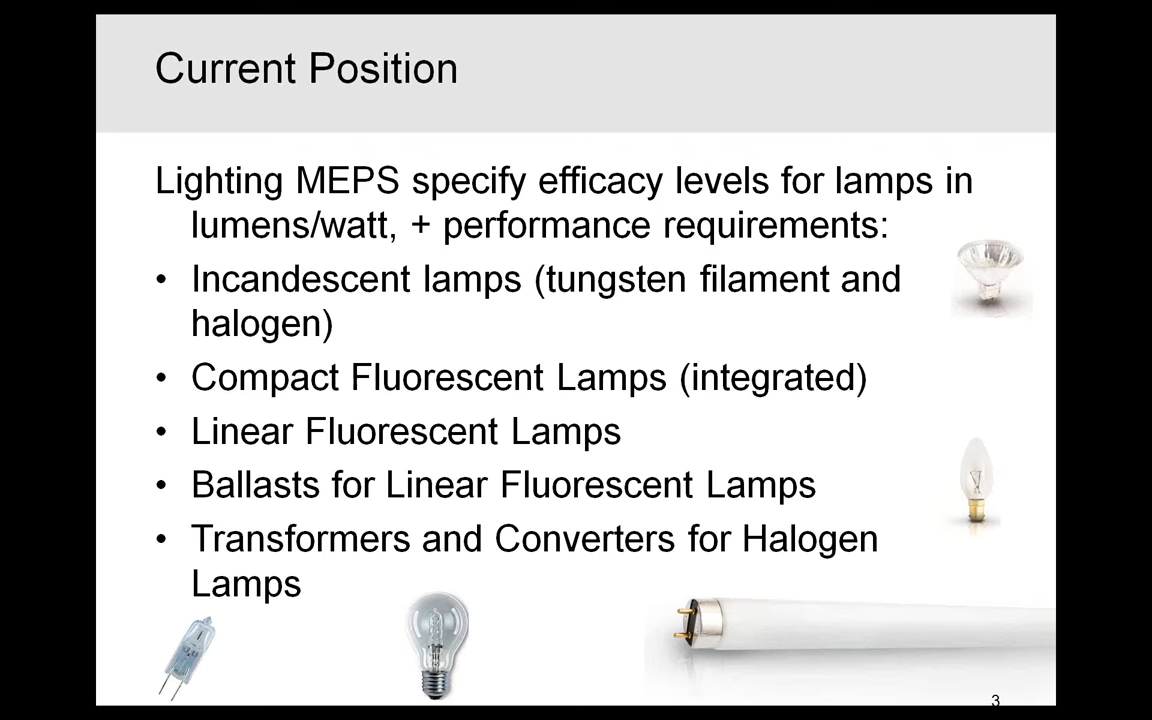 Current Position
Lighting MEPS specify efficacy levels for lamps in
lumens/watt, + performance requirements:
• Incandescent lamps (tungsten filament and
halogen)
• Compact Fluorescent Lamps (integrated)
• Linear Fluorescent Lamps
• Ballasts for Linear Fluorescent Lamps
• Transformers and Converters for Halogen
Lamps
3